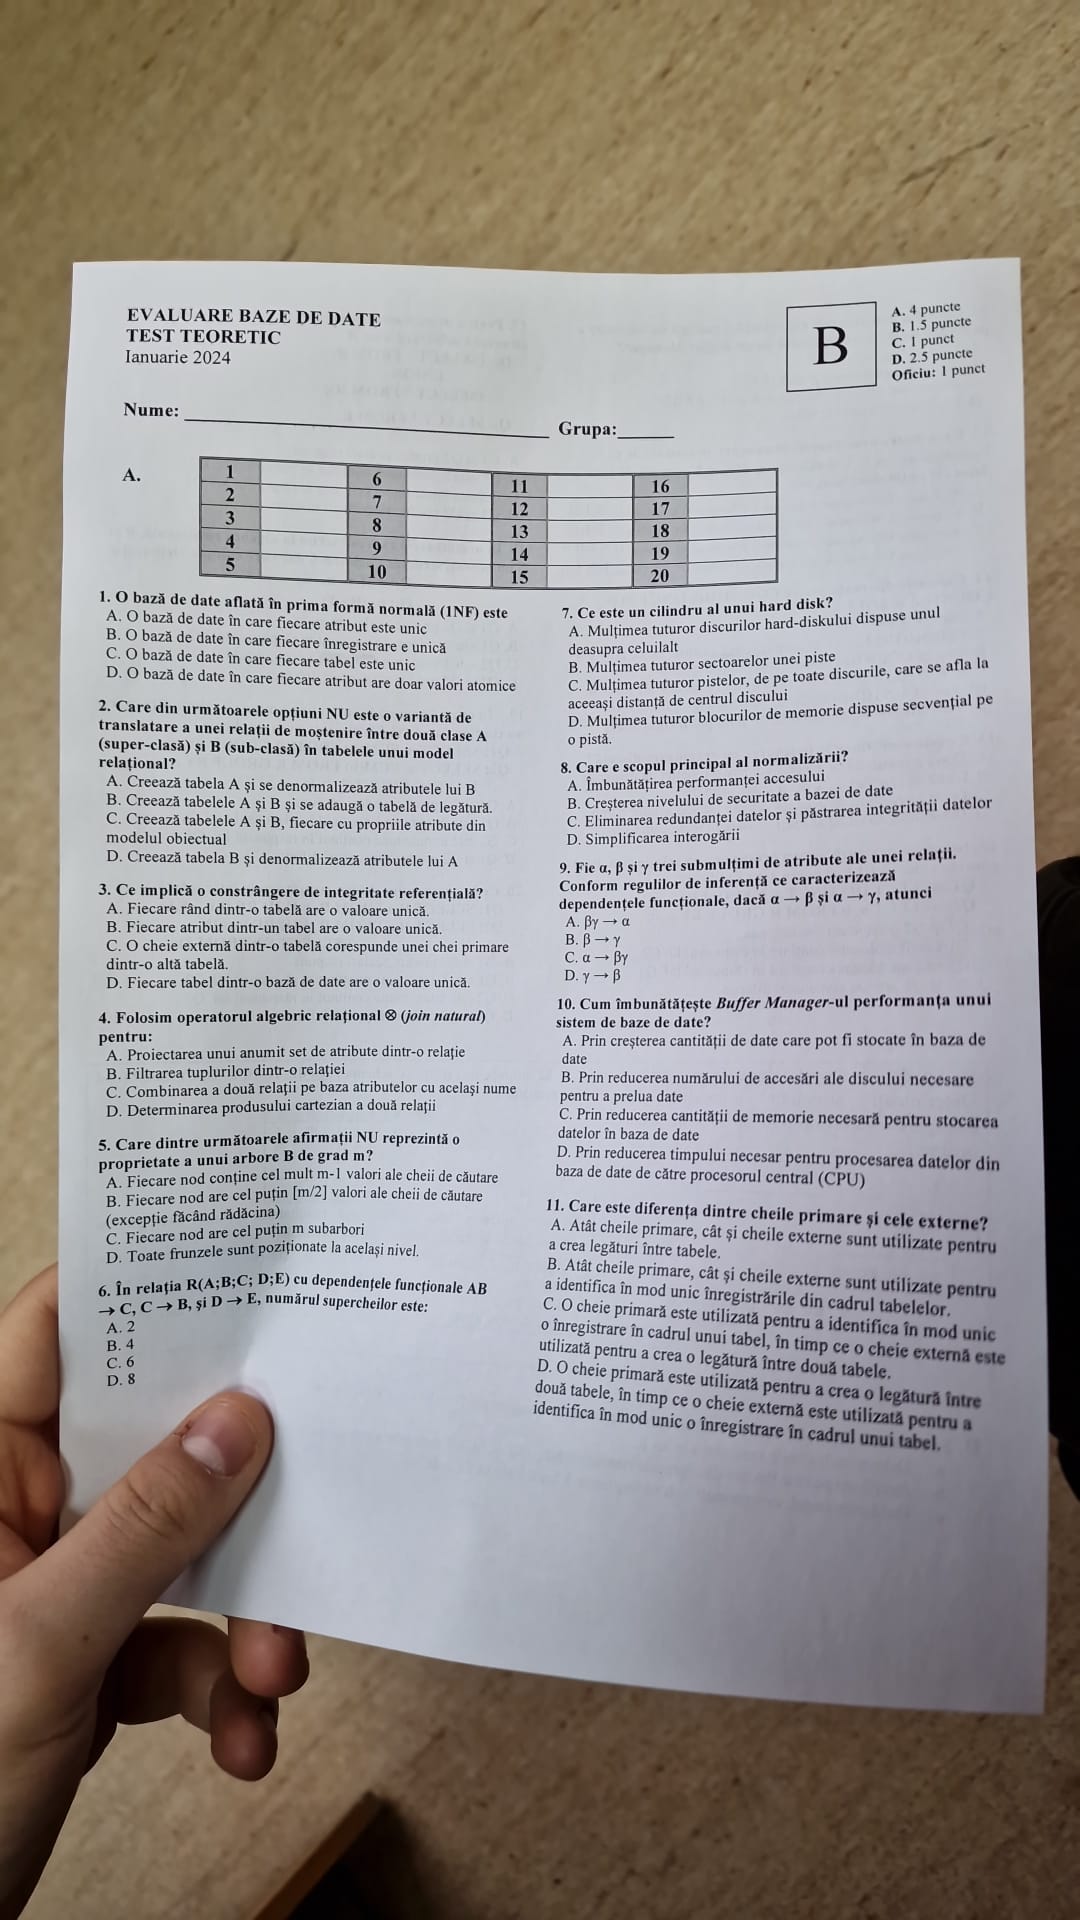 EVALUARE BAZE DE DATE
TEST TEORETIC
Ianuarie 2024
B
A. 4 puncte
B. 1.5 puncte
C. 1 punct
D. 2.5 puncte
Oficiu: 1 punct
Nume:
Grupa:
A.
1 6 11 16
2 7 12 17
3 8 13 18
4 9 14 19
5 10 15 20
1. O bază de date aflată în prima formă normală (1NF) este
A. O bază de date în care fiecare atribut este unic
B. O bază de date în care fiecare înregistrare e unică
C. O bază de date în care fiecare tabel este unic
D. O bază de date în care fiecare atribut are doar valori atomice
2. Care din următoarele opțiuni NU este o variantă de
translatare a unei relații de moștenire între două clase A
(super-clasă) și B (sub-clasă) în tabelele unui model
relațional?
A. Creează tabela A și se denormalizează atributele lui B
B. Creează tabelele A și B și se adaugă o tabelă de legătură.
C. Creează tabelele A și B, fiecare cu propriile atribute din
modelul obiectual
D. Creează tabela B și denormalizează atributele lui A
3. Ce implică o constrângere de integritate referențială?
A. Fiecare rând dintr-o tabelă are o valoare unică.
B. Fiecare atribut dintr-un tabel are o valoare unică.
C. O cheie externă dintr-o tabelă corespunde unei chei primare
dintr-o altă tabelă.
D. Fiecare tabel dintr-o bază de date are o valoare unică.
4. Folosim operatorul algebric relațional ⊗ (join natural)
pentru:
A. Proiectarea unui anumit set de atribute dintr-o relație
B. Filtrarea tuplurilor dintr-o relației
C. Combinarea a două relații pe baza atributelor cu același nume
D. Determinarea produsului cartezian a două relații
5. Care dintre următoarele afirmații NU reprezintă o
proprietate a unui arbore B de grad m?
A. Fiecare nod conține cel mult m-1 valori ale cheii de căutare
B. Fiecare nod are cel puțin [m/2] valori ale cheii de căutare
(excepție făcând rădăcina)
C. Fiecare nod are cel puțin m subarbori
D. Toate frunzele sunt poziționate la același nivel.
6. În relația R(A;B;C; D;E) cu dependențele funcționale AB
→ C, C → B, și D → E, numărul supercheilor este:
A. 2
B. 4
C. 6
D. 8
7. Ce este un cilindru al unui hard disk?
A. Mulțimea tuturor discurilor hard-diskului dispuse unul
deasupra celuilalt
B. Mulțimea tuturor sectoarelor unei piste
C. Mulțimea tuturor pistelor, de pe toate discurile, care se afla la
aceeași distanță de centrul discului
D. Mulțimea tuturor blocurilor de memorie dispuse secvențial pe
o pistă.
8. Care e scopul principal al normalizării?
A. Îmbunătățirea performanței accesului
B. Creșterea nivelului de securitate a bazei de date
C. Eliminarea redundanței datelor și păstrarea integrității datelor
D. Simplificarea interogării
9. Fie α, β și γ trei submulțimi de atribute ale unei relații.
Conform regulilor de inferență ce caracterizează
dependențele funcționale, dacă α → β și α → γ, atunci
A. βγ → α
B. β → γ
C. α → βγ
D. γ → β
10. Cum îmbunătățește Buffer Manager-ul performanța unui
sistem de baze de date?
A. Prin creșterea cantității de date care pot fi stocate în baza de
date
B. Prin reducerea numărului de accesări ale discului necesare
pentru a prelua date
C. Prin reducerea cantității de memorie necesară pentru stocarea
datelor în baza de date
D. Prin reducerea timpului necesar pentru procesarea datelor din
baza de date de către procesorul central (CPU)
11. Care este diferența dintre cheile primare și cele externe?
A. Atât cheile primare, cât și cheile externe sunt utilizate pentru
a crea legături între tabele.
B. Atât cheile primare, cât și cheile externe sunt utilizate pentru
a identifica în mod unic înregistrările din cadrul tabelelor.
C. O cheie primară este utilizată pentru a identifica în mod unic
o înregistrare în cadrul unui tabel, în timp ce o cheie externă este
utilizată pentru a crea o legătură între două tabele.
D. O cheie primară este utilizată pentru a crea o legătură între
două tabele, în timp ce o cheie externă este utilizată pentru a
identifica în mod unic o înregistrare în cadrul unui tabel.